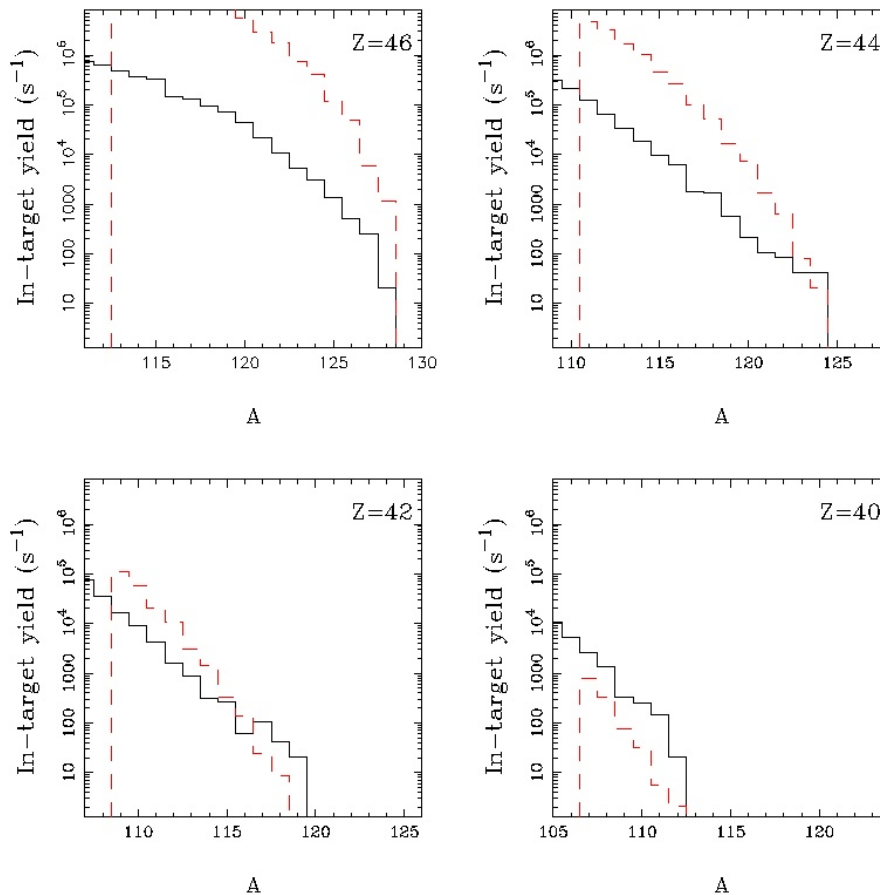 Z=46
In-target yield (s⁻¹)
10 100 1000 10⁴ 10⁵ 10⁶
115 120 125 130
A
Z=44
In-target yield (s⁻¹)
10 100 1000 10⁴ 10⁵ 10⁶
110 115 120 125
A
Z=42
In-target yield (s⁻¹)
10 100 1000 10⁴ 10⁵ 10⁶
110 115 120 125
A
Z=40
In-target yield (s⁻¹)
10 100 1000 10⁴ 10⁵ 10⁶
105 110 115 120
A